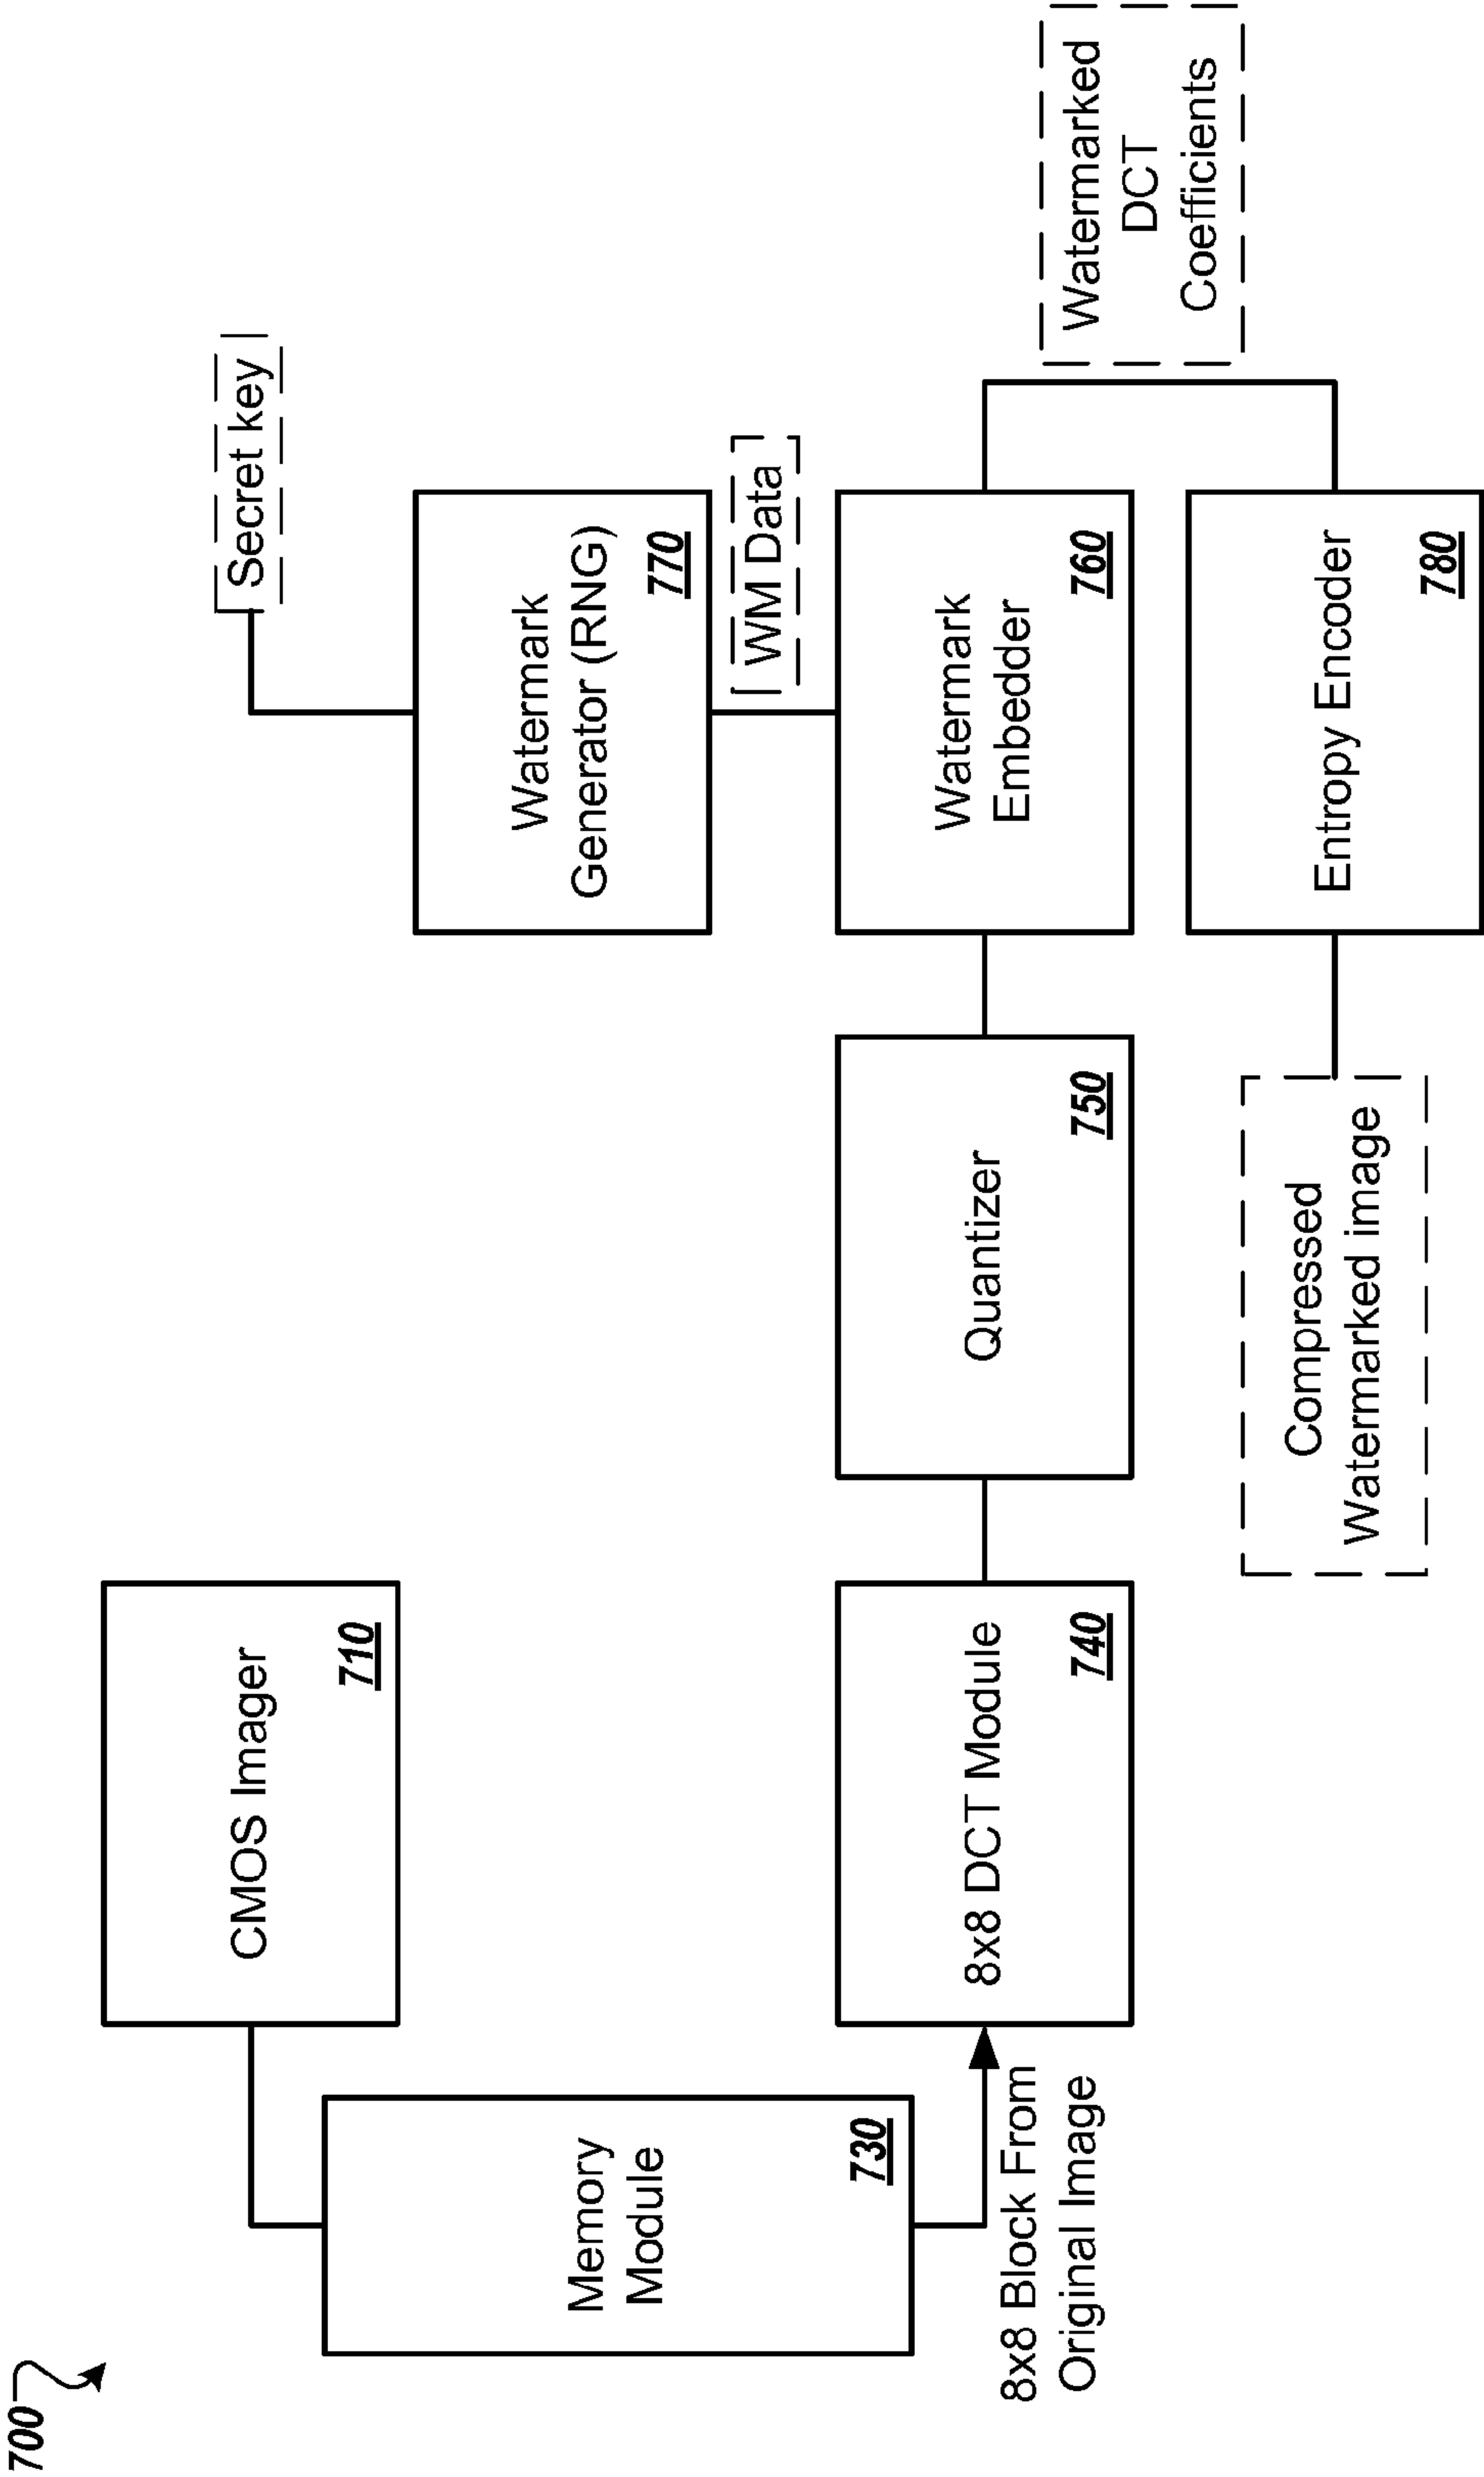 700
CMOS Imager
710
Memory
Module
730
8x8 Block From
Original Image
8x8 DCT Module
740
Quantizer
750
Secret key
Watermark
Generator (RNG)
770
WM Data
Watermark
Embedder
760
Watermarked
DCT
Coefficients
Entropy Encoder
780
Compressed
Watermarked image